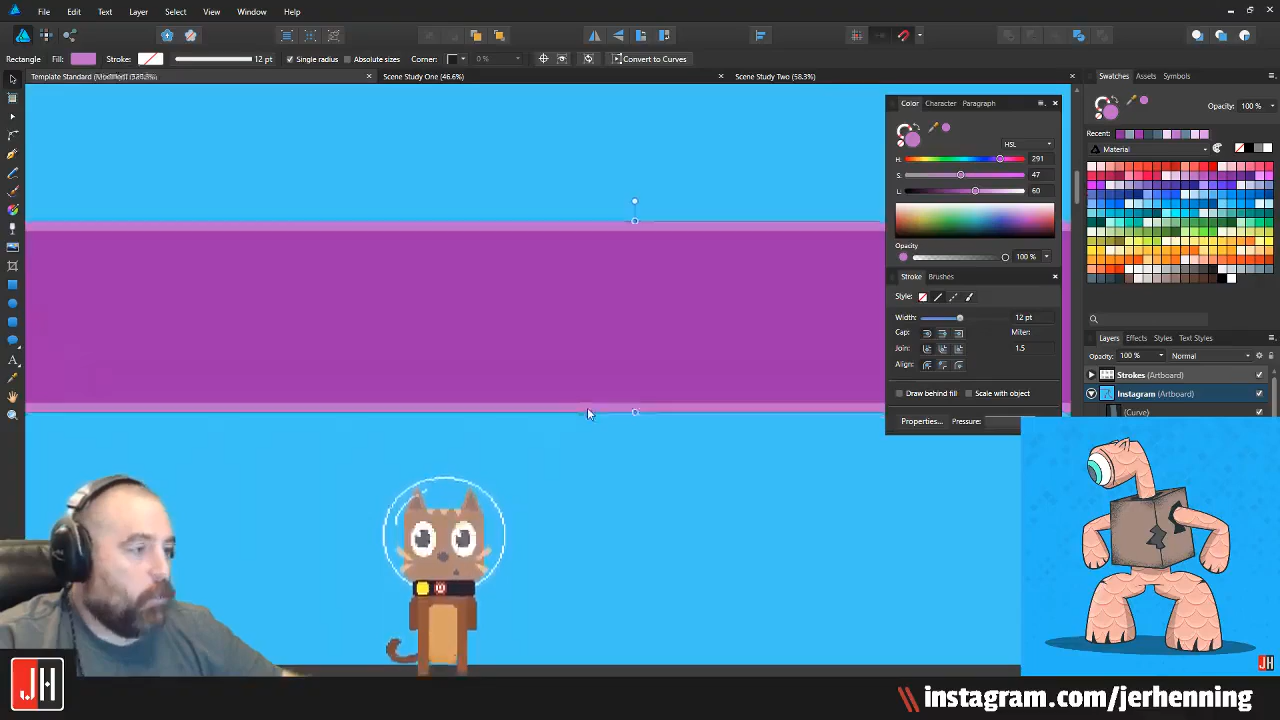 File Edit Text Layer Select View Window Help
Rectangle Fill: Stroke: 12 pt Single radius Absolute sizes Corner: 0 % Convert to Curves
Template Standard Scene Study One (46.6%) Scene Study Two (58.3%)
Swatches Assets Symbols
Opacity: 100 %
Recent:
Material
Color Character Paragraph
HSL
H: 291
S: 47
L: 60
Opacity
100 %
Stroke Brushes
Style:
Width: 12 pt
Cap: Miter:
Join: 1.5
Align:
Draw behind fill Scale with object
Properties... Pressure:
Layers Effects Styles Text Styles
Opacity: 100 % Normal
Strokes (Artboard)
Instagram (Artboard)
(Curve)
JH
JH
instagram.com/jerhenning